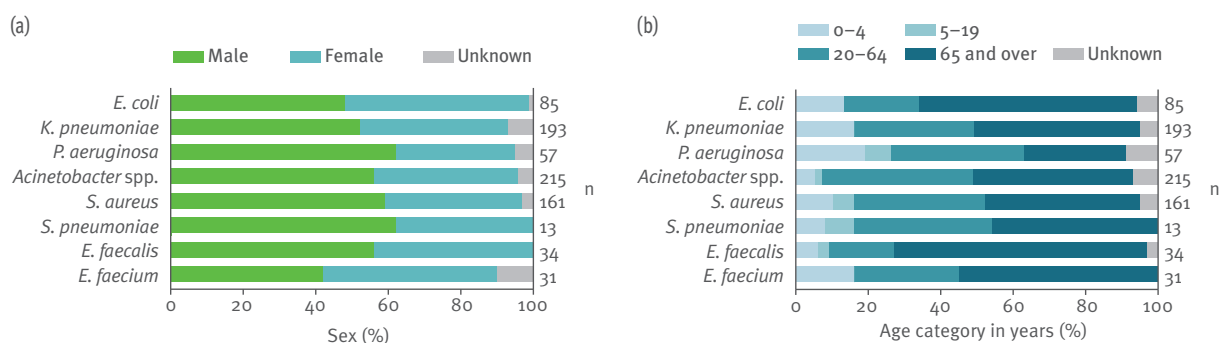 (a)
Male Female Unknown
E. coli 85
K. pneumoniae 193
P. aeruginosa 57
Acinetobacter spp. 215
S. aureus 161
S. pneumoniae 13
E. faecalis 34
E. faecium 31
n
0 20 40 60 80 100
Sex (%)
(b)
0–4 5–19
20–64 65 and over Unknown
E. coli 85
K. pneumoniae 193
P. aeruginosa 57
Acinetobacter spp. 215
S. aureus 161
S. pneumoniae 13
E. faecalis 34
E. faecium 31
n
0 20 40 60 80 100
Age category in years (%)